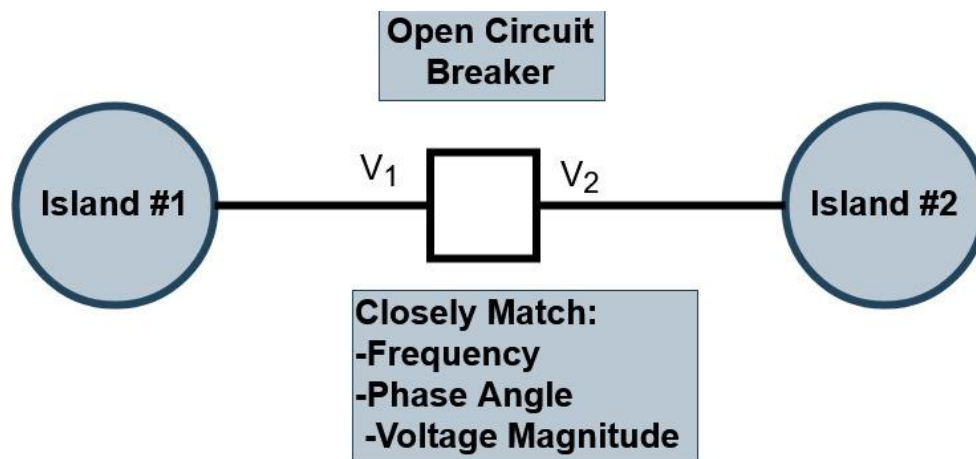 Open Circuit
Breaker
V1
V2
Island #1
Island #2
Closely Match:
-Frequency
-Phase Angle
-Voltage Magnitude